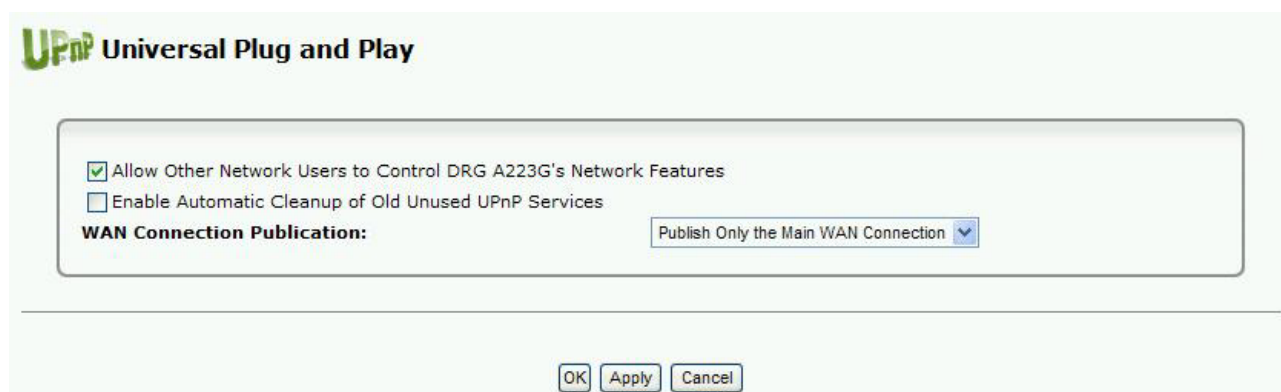 UPnP Universal Plug and Play
Allow Other Network Users to Control DRG A223G's Network Features
Enable Automatic Cleanup of Old Unused UPnP Services
WAN Connection Publication: Publish Only the Main WAN Connection
OK Apply Cancel